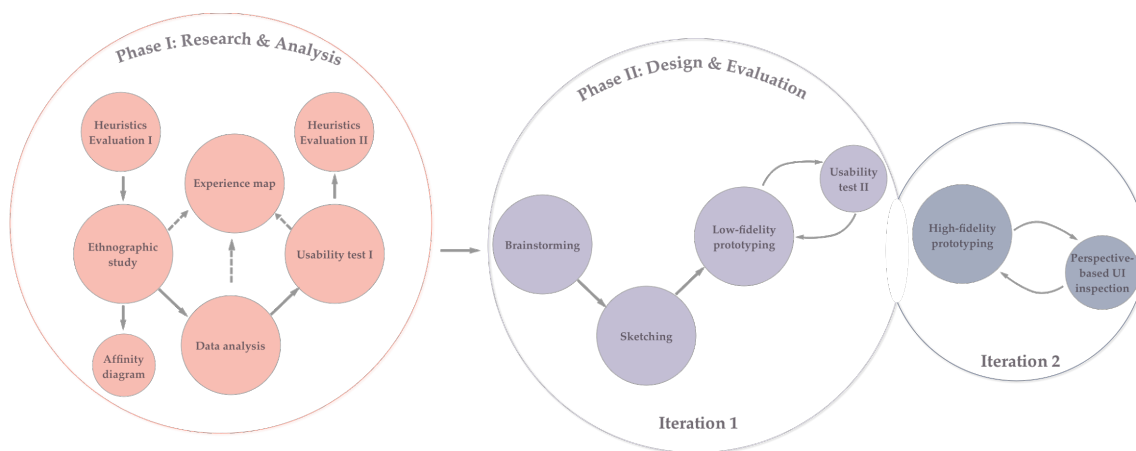 Phase I: Research & Analysis
Heuristics
Evaluation I
Heuristics
Evaluation II
Experience map
Ethnographic
study
Usability test I
Data analysis
Affinity
diagram
Phase II: Design & Evaluation
Usability
test II
Brainstorming
Low-fidelity
prototyping
Sketching
Iteration 1
High-fidelity
prototyping
Perspective-
based UI
inspection
Iteration 2